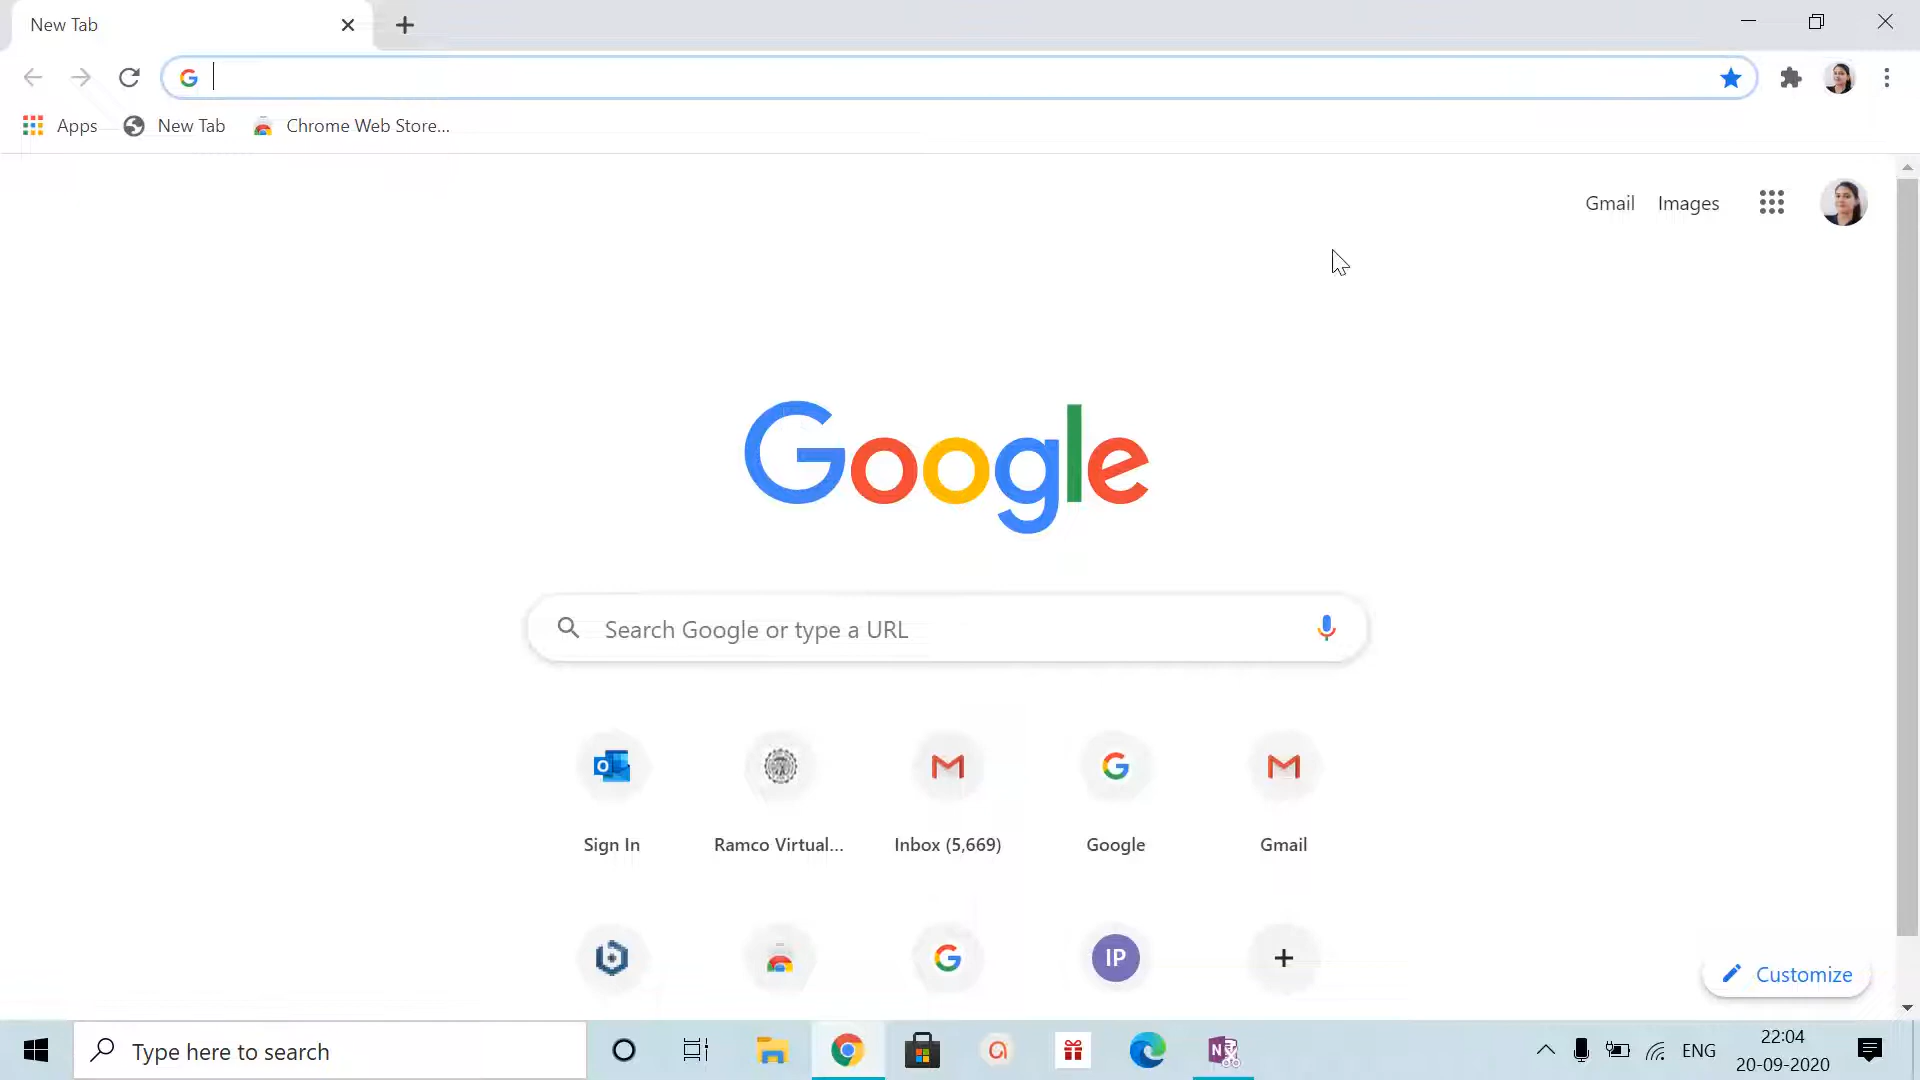 New Tab
Apps
New Tab
Chrome Web Store...
Gmail
Images
Google
Search Google or type a URL
Sign In
Ramco Virtual...
Inbox (5,669)
Google
Gmail
IP
Customize
Type here to search
ENG
22:04
20-09-2020